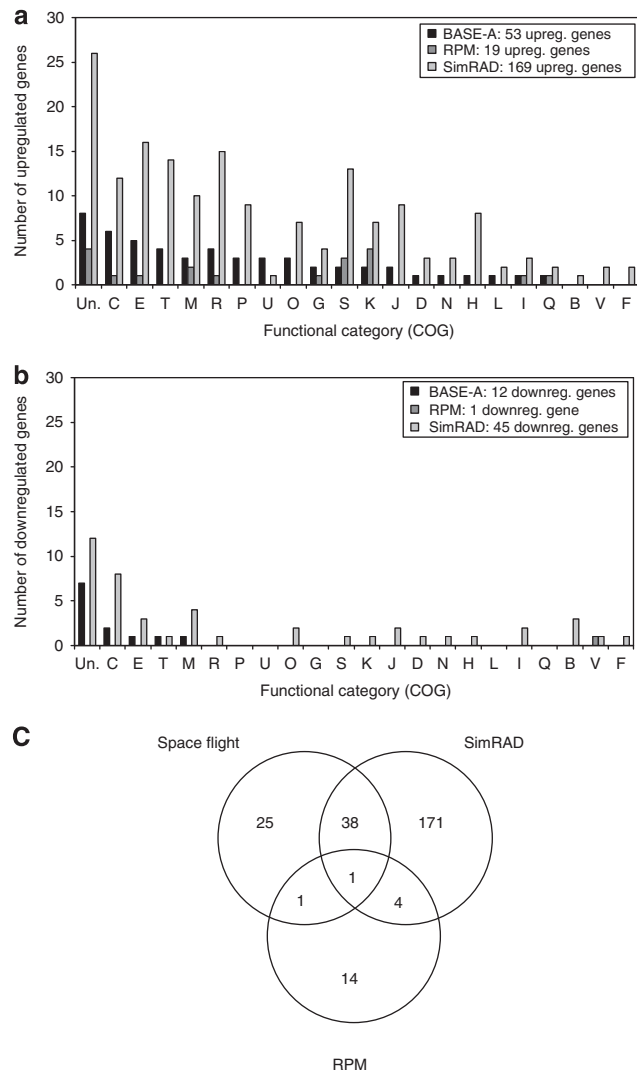 a
Number of upregulated genes
30
25
20
15
10
5
0
BASE-A: 53 upreg. genes
RPM: 19 upreg. genes
SimRAD: 169 upreg. genes
Un. C E T M R P U O G S K J D N H L I Q B V F
Functional category (COG)
b
Number of downregulated genes
30
25
20
15
10
5
0
BASE-A: 12 downreg. genes
RPM: 1 downreg. gene
SimRAD: 45 downreg. genes
Un. C E T M R P U O G S K J D N H L I Q B V F
Functional category (COG)
C
Space flight SimRAD
25 38 171
1
1 4
14
RPM